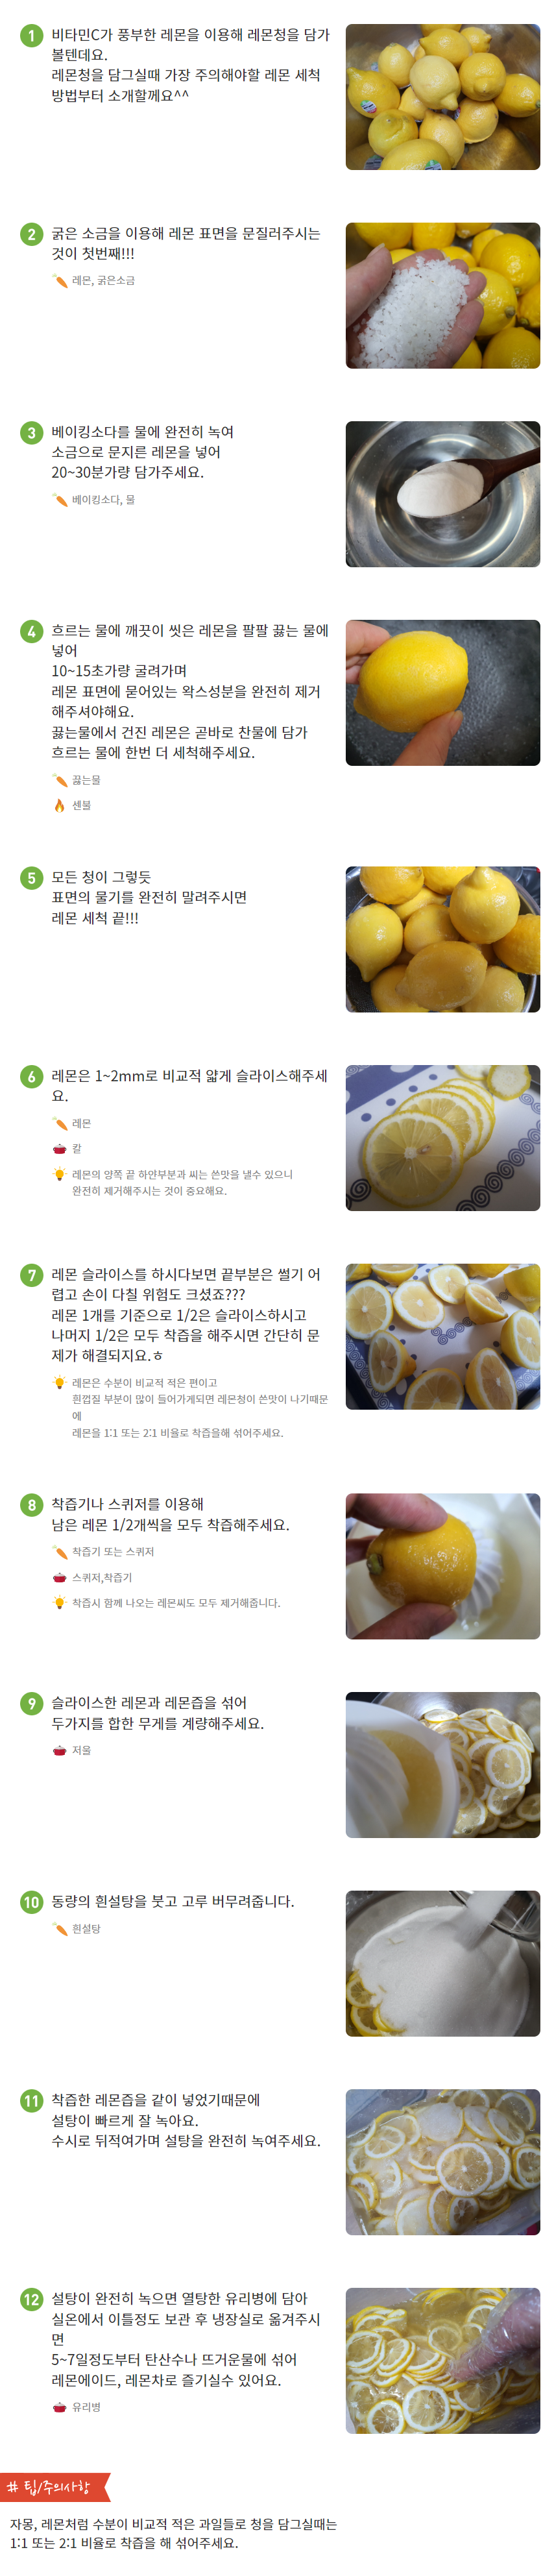 1
비타민C가 풍부한 레몬을 이용해 레몬청을 담가
볼텐데요.
레몬청을 담그실때 가장 주의해야할 레몬 세척
방법부터 소개할께요^^
2
굵은 소금을 이용해 레몬 표면을 문질러주시는
것이 첫번째!!!
레몬, 굵은소금
3
베이킹소다를 물에 완전히 녹여
소금으로 문지른 레몬을 넣어
20~30분가량 담가주세요.
베이킹소다, 물
4
흐르는 물에 깨끗이 씻은 레몬을 팔팔 끓는 물에
넣어
10~15초가량 굴려가며
레몬 표면에 묻어있는 왁스성분을 완전히 제거
해주셔야해요.
끓는물에서 건진 레몬은 곧바로 찬물에 담가
흐르는 물에 한번 더 세척해주세요.
끓는물
센불
5
모든 청이 그렇듯
표면의 물기를 완전히 말려주시면
레몬 세척 끝!!!
6
레몬은 1~2mm로 비교적 얇게 슬라이스해주세
요.
레몬
칼
레몬의 양쪽 끝 하얀부분과 씨는 쓴맛을 낼수 있으니
완전히 제거해주시는 것이 중요해요.
7
레몬 슬라이스를 하시다보면 끝부분은 썰기 어
렵고 손이 다칠 위험도 크셨죠???
레몬 1개를 기준으로 1/2은 슬라이스하시고
나머지 1/2은 모두 착즙을 해주시면 간단히 문
제가 해결되지요.ㅎ
레몬은 수분이 비교적 적은 편이고
흰껍질 부분이 많이 들어가게되면 레몬청이 쓴맛이 나기때문
에
레몬을 1:1 또는 2:1 비율로 착즙을해 섞어주세요.
8
착즙기나 스퀴저를 이용해
남은 레몬 1/2개씩을 모두 착즙해주세요.
착즙기 또는 스퀴저
스퀴저,착즙기
착즙시 함께 나오는 레몬씨도 모두 제거해줍니다.
9
슬라이스한 레몬과 레몬즙을 섞어
두가지를 합한 무게를 계량해주세요.
저울
10
동량의 흰설탕을 붓고 고루 버무려줍니다.
흰설탕
11
착즙한 레몬즙을 같이 넣었기때문에
설탕이 빠르게 잘 녹아요.
수시로 뒤적여가며 설탕을 완전히 녹여주세요.
12
설탕이 완전히 녹으면 열탕한 유리병에 담아
실온에서 이틀정도 보관 후 냉장실로 옮겨주시
면
5~7일정도부터 탄산수나 뜨거운물에 섞어
레몬에이드, 레몬차로 즐기실수 있어요.
유리병
# 팁/주의사항
자몽, 레몬처럼 수분이 비교적 적은 과일들로 청을 담그실때는
1:1 또는 2:1 비율로 착즙을 해 섞어주세요.